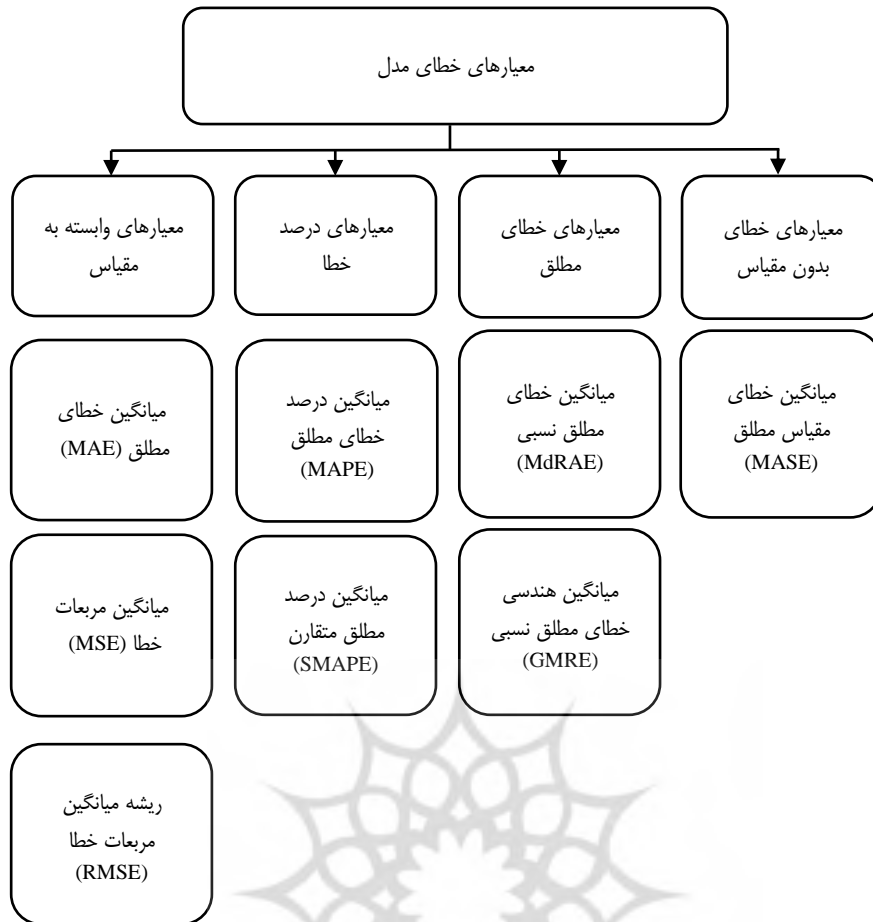 معیارهای خطای مدل
معیارهای خطای
بدون مقیاس
معیارهای خطای
مطلق
معیارهای درصد
خطا
معیارهای وابسته به
مقیاس
میانگین خطای
مقیاس مطلق
(MASE)
میانگین خطای
مطلق نسبی
(MdRAE)
میانگین درصد
خطای مطلق
(MAPE)
میانگین خطای
مطلق (MAE)
میانگین هندسی
خطای مطلق نسبی
(GMRE)
میانگین درصد
مطلق متقارن
(SMAPE)
میانگین مربعات
خطا (MSE)
ریشه میانگین
مربعات خطا
(RMSE)